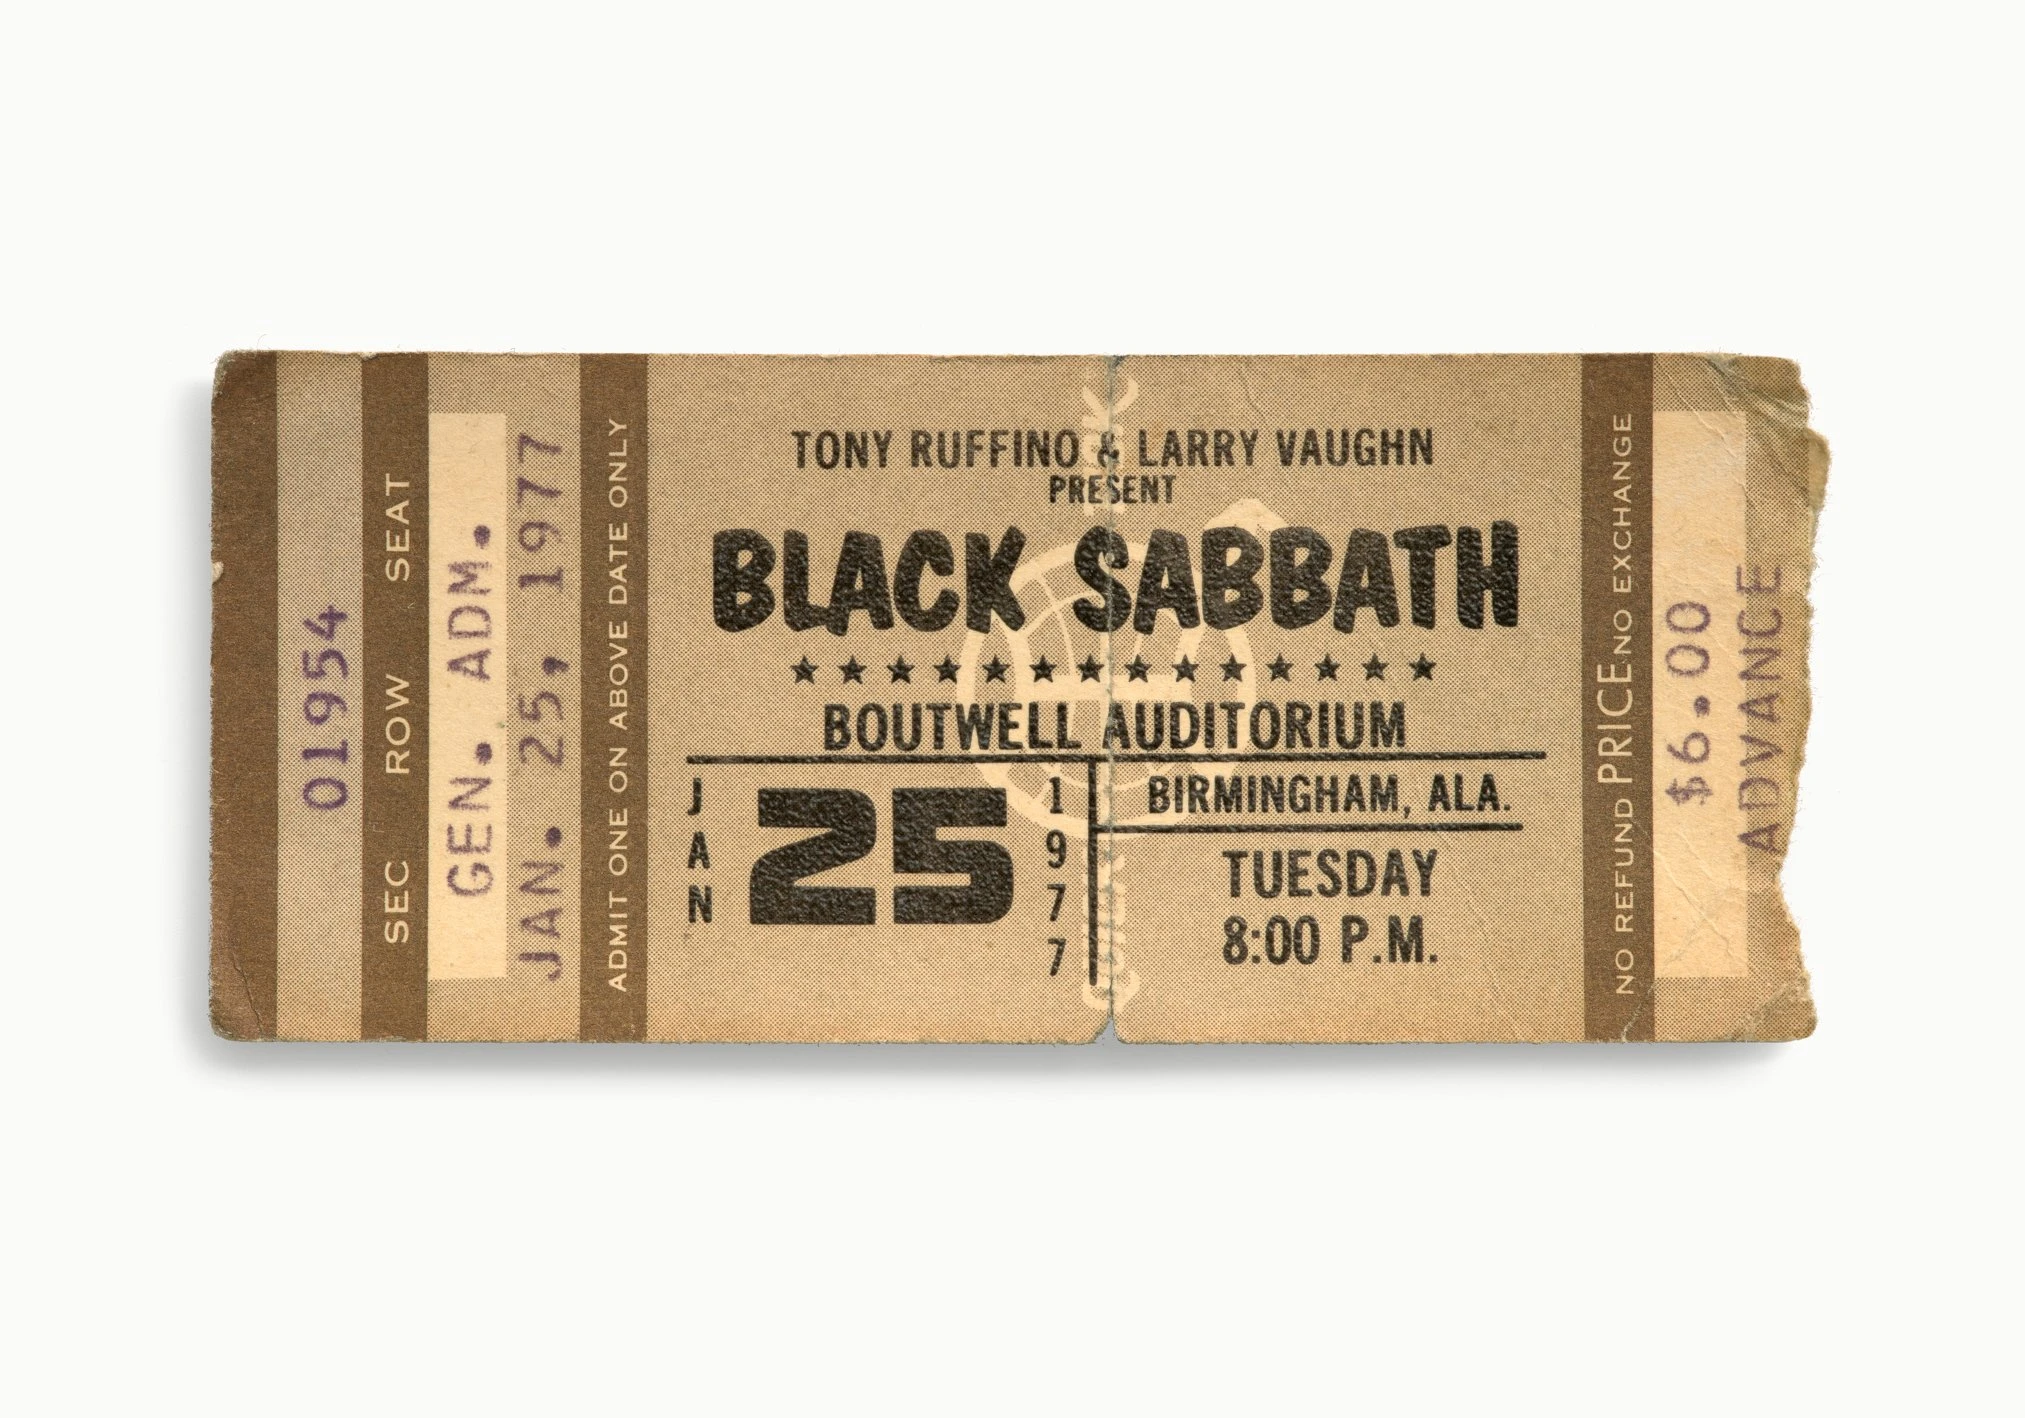 01954
SEC ROW SEAT
GEN. ADM.
JAN. 25, 1977
ADMIT ONE ON ABOVE DATE ONLY
TONY RUFFINO & LARRY VAUGHN
PRESENT
BLACK SABBATH
BOUTWELL AUDITORIUM
JAN
25
1977
BIRMINGHAM, ALA.
TUESDAY
8:00 P.M.
NO REFUND PRICE NO EXCHANGE
$6.00
ADVANCE